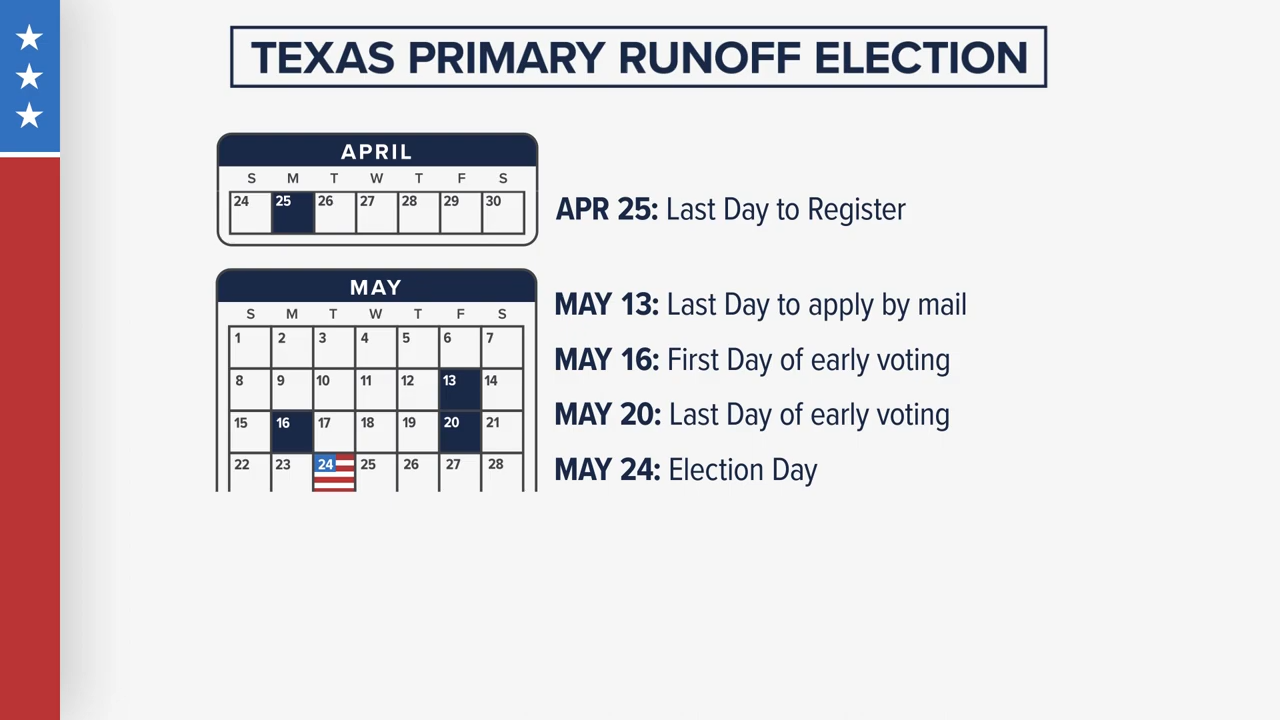 TEXAS PRIMARY RUNOFF ELECTION
APRIL
S M T W T F S
24 25 26 27 28 29 30
APR 25: Last Day to Register
MAY
S M T W T F S
1 2 3 4 5 6 7
8 9 10 11 12 13 14
15 16 17 18 19 20 21
22 23 24 25 26 27 28
MAY 13: Last Day to apply by mail
MAY 16: First Day of early voting
MAY 20: Last Day of early voting
MAY 24: Election Day